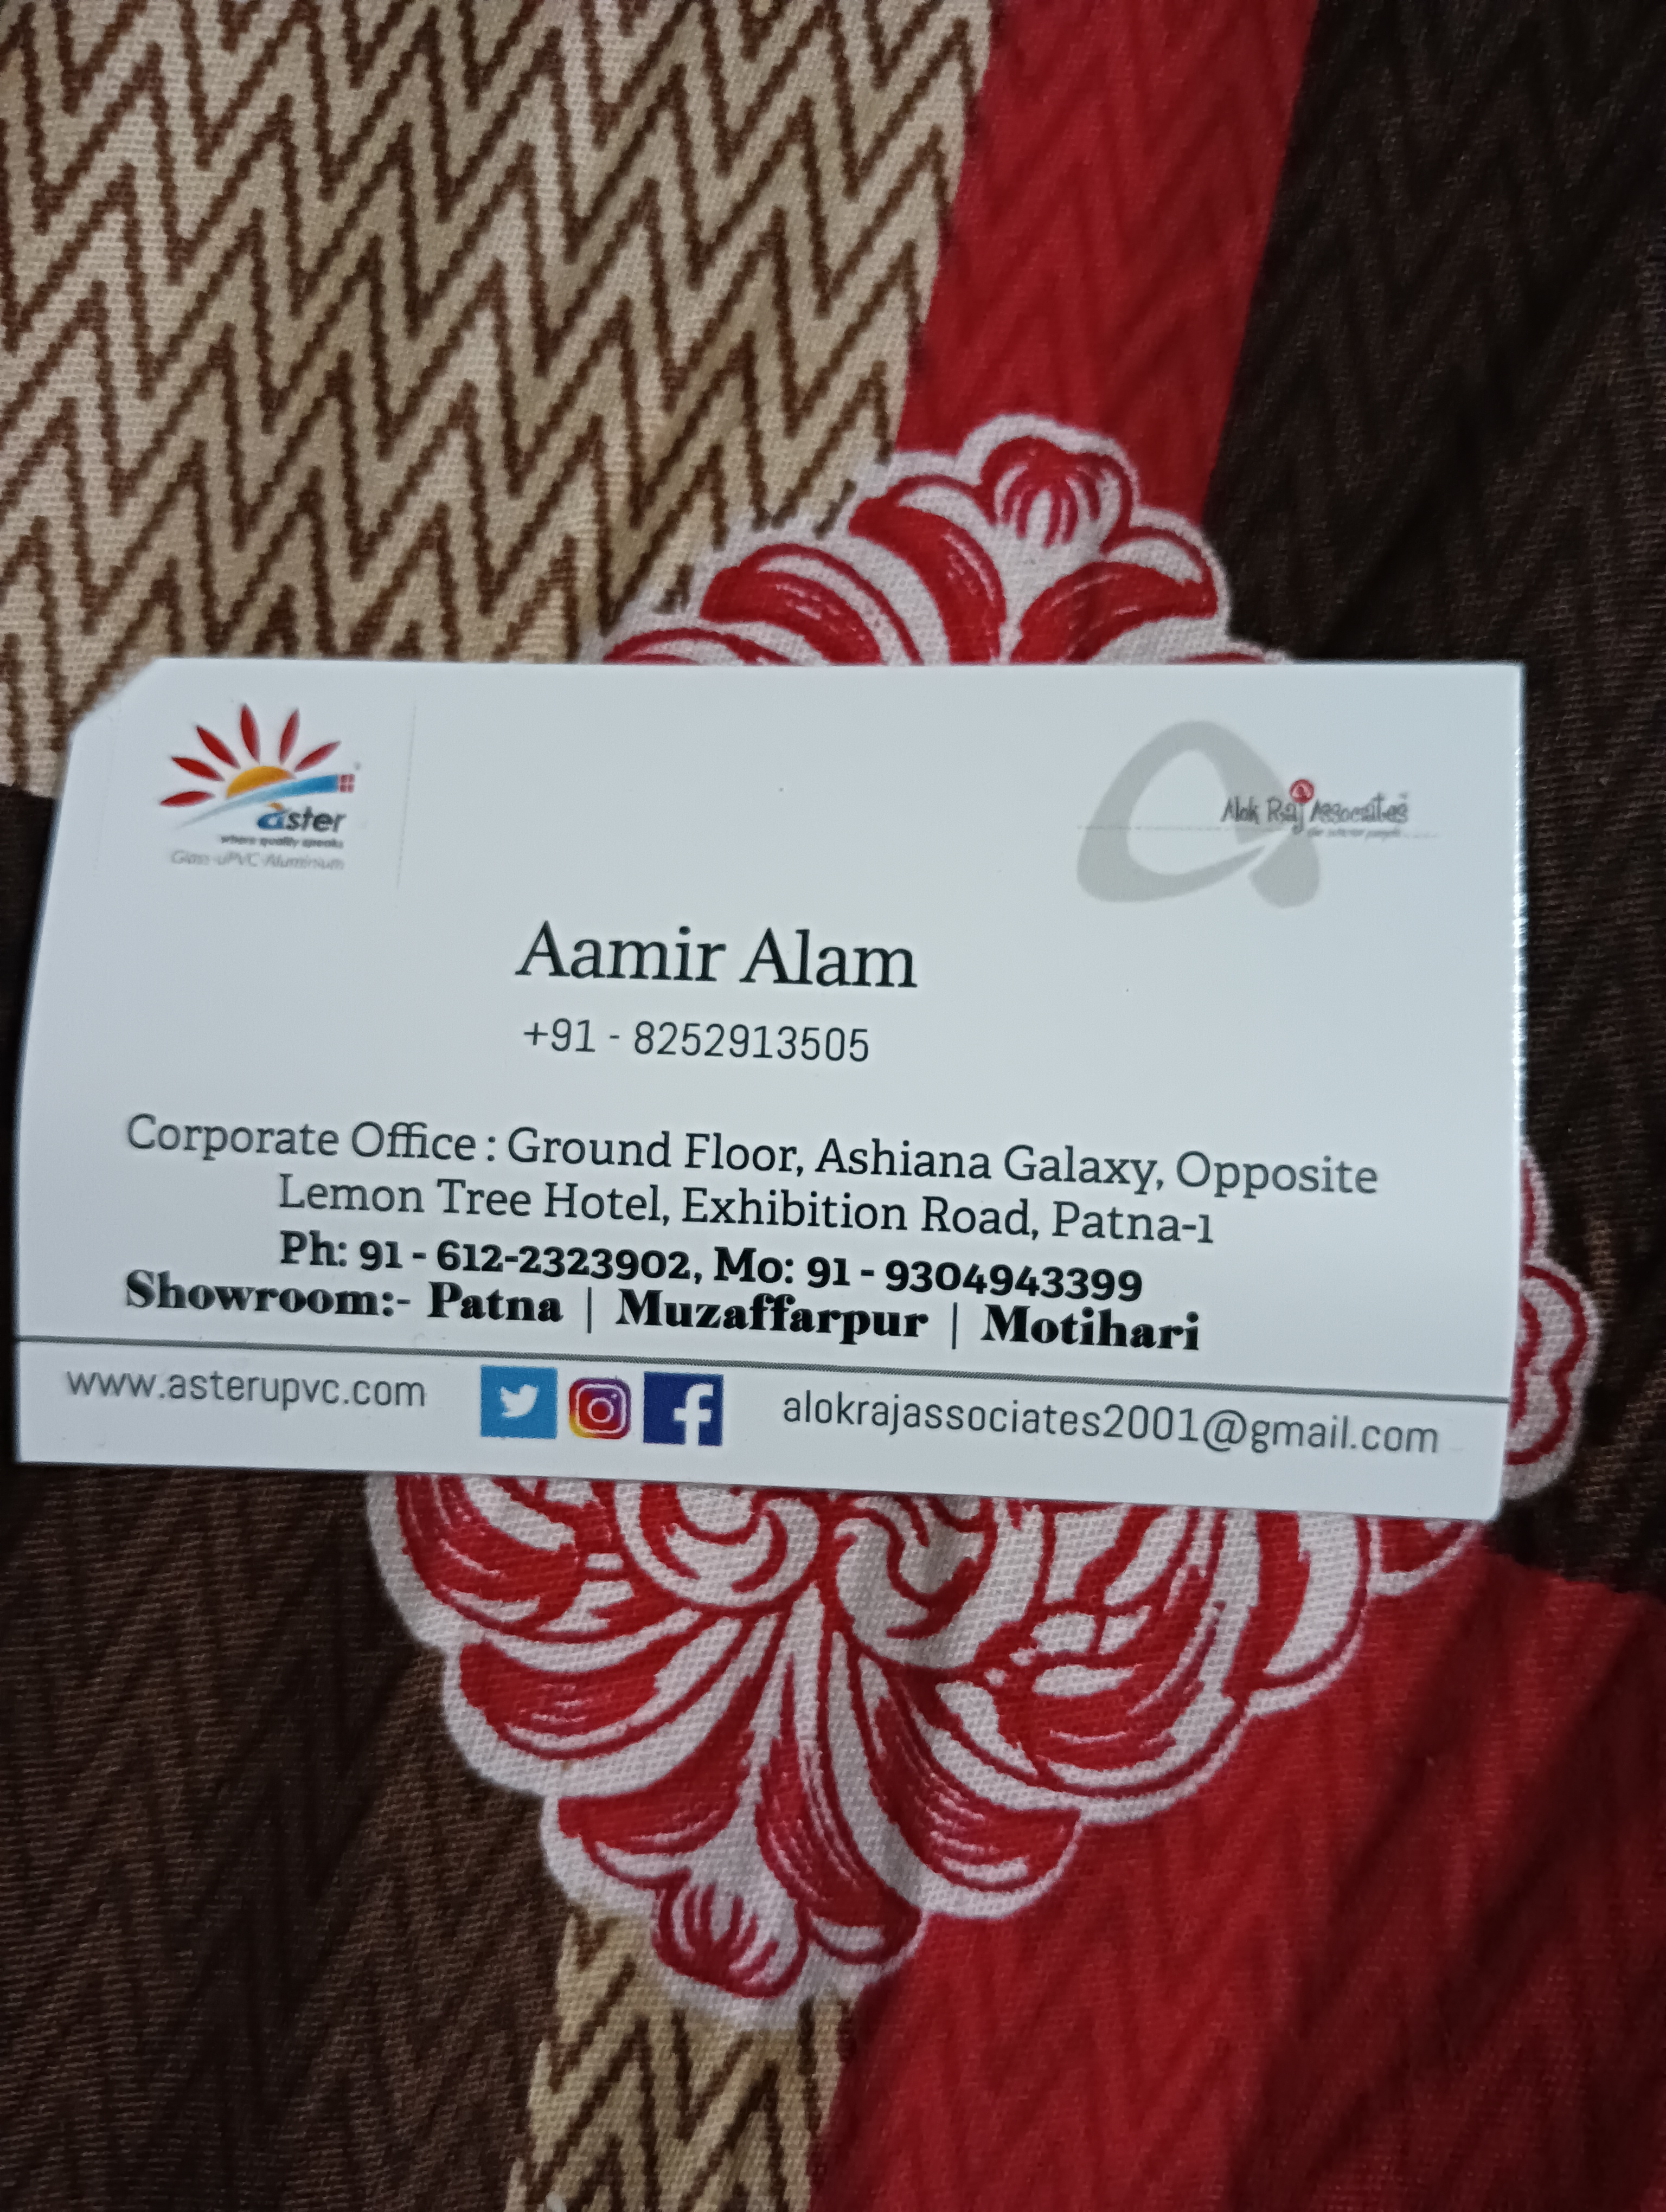 aster
where quality speaks
Glass-uPVC-Aluminium
Alok Raj Associates
Aamir Alam
+91 - 8252913505
Corporate Office : Ground Floor, Ashiana Galaxy, Opposite
Lemon Tree Hotel, Exhibition Road, Patna-1
Ph: 91 - 612-2323902, Mo: 91 - 9304943399
Showroom:- Patna | Muzaffarpur | Motihari
www.asterupvc.com
alokrajassociates2001@gmail.com